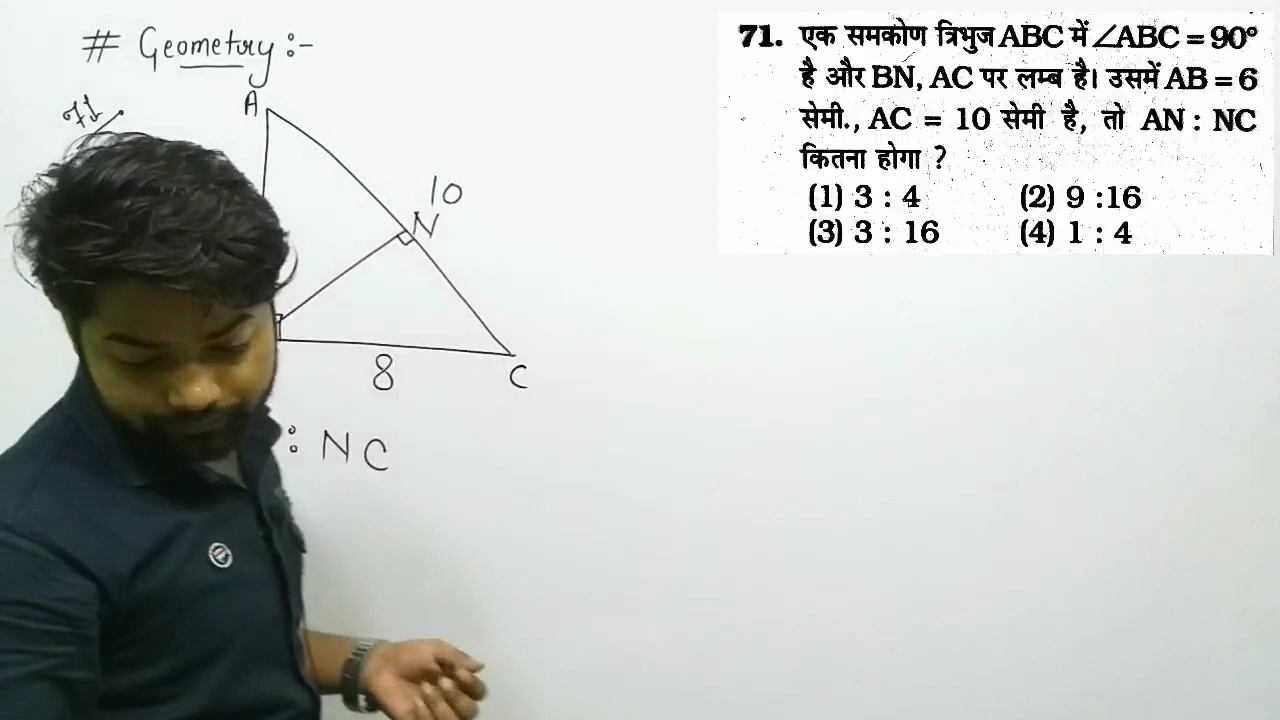 # Geometry :-
A
10
N
8
C
: NC
71. एक समकोण त्रिभुज ABC में ∠ABC = 90°
है और BN, AC पर लम्ब है। उसमें AB = 6
सेमी., AC = 10 सेमी है, तो AN : NC
कितना होगा ?
(1) 3 : 4 (2) 9 :16
(3) 3 : 16 (4) 1 : 4